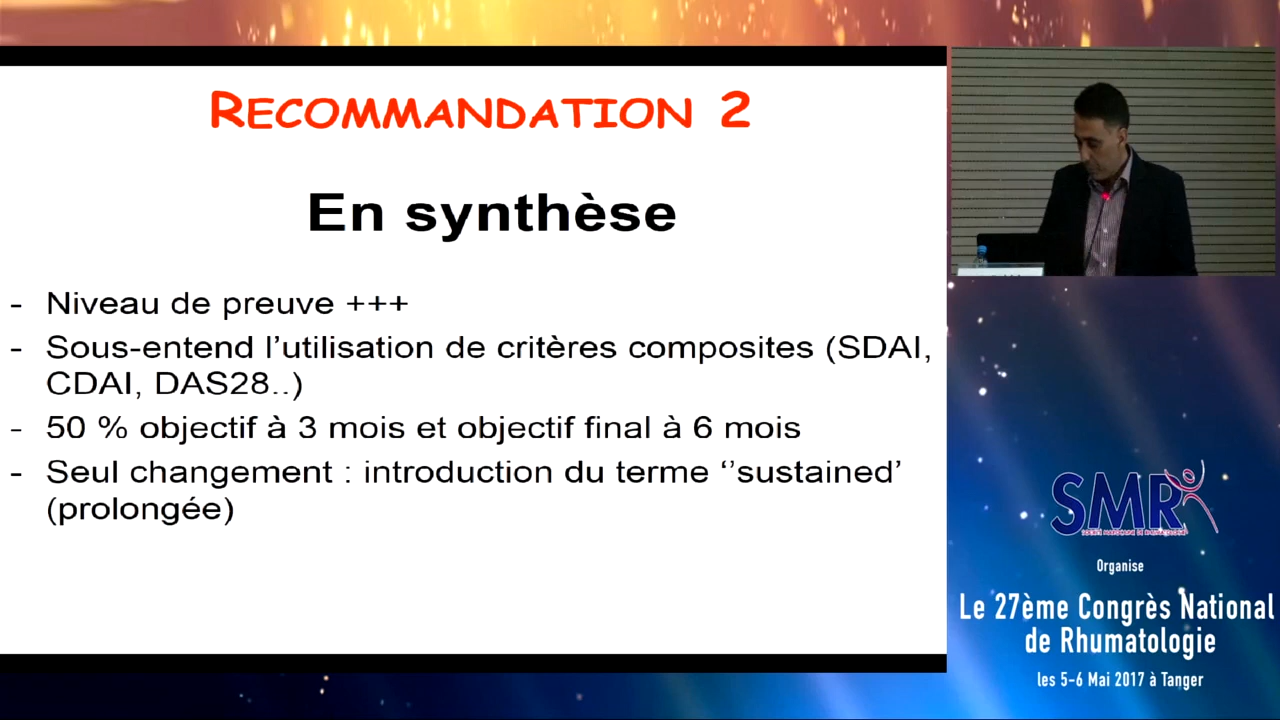 RECOMMANDATION 2
En synthèse
- Niveau de preuve +++
- Sous-entend l’utilisation de critères composites (SDAI,
CDAI, DAS28..)
- 50 % objectif à 3 mois et objectif final à 6 mois
- Seul changement : introduction du terme ‘’sustained’
(prolongée)
SMR
Organise
Le 27ème Congrès National
de Rhumatologie
les 5-6 Mai 2017 à Tanger